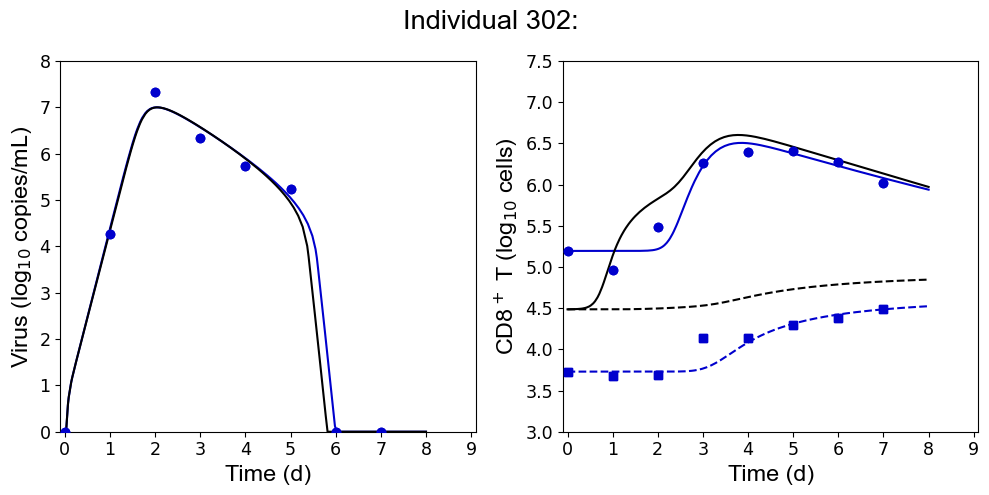 Individual 302:
Virus (log₁₀ copies/mL)
8
7
6
5
4
3
2
1
0
0 1 2 3 4 5 6 7 8 9
Time (d)
CD8⁺ T (log₁₀ cells)
7.5
7.0
6.5
6.0
5.5
5.0
4.5
4.0
3.5
3.0
0 1 2 3 4 5 6 7 8 9
Time (d)